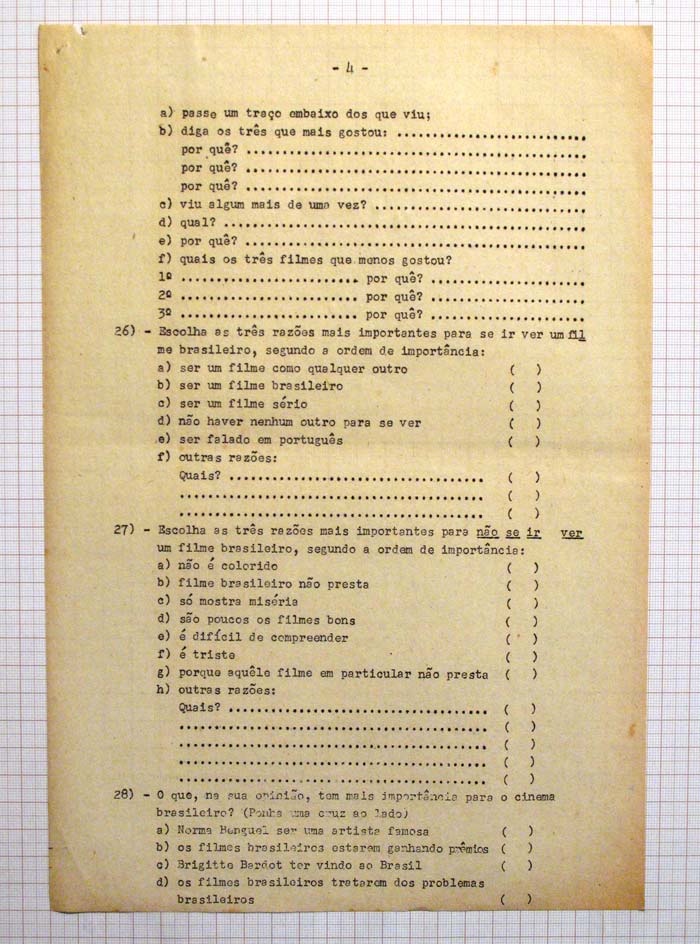 - 4 -
a) passe um traço embaixo dos que viu;
b) diga os três que mais gostou: ............................
por quê? ..................................................
por quê? ..................................................
por quê? ..................................................
c) viu algum mais de uma vez? ...............................
d) qual? .....................................................
e) por quê? ..................................................
f) quais os três filmes que menos gostou?
1º .......................... por quê? .......................
2º .......................... por quê? .......................
3º .......................... por quê? .......................
26) - Escolha as três razões mais importantes para se ir ver um fil
me brasileiro, segundo a ordem de importância:
a) ser um filme como qualquer outro ( )
b) ser um filme brasileiro ( )
c) ser um filme sério ( )
d) não haver nenhum outro para se ver ( )
e) ser falado em português ( )
f) outras razões:
Quais? ..................................... ( )
............................................ ( )
............................................ ( )
27) - Escolha as três razões mais importantes para não se ir ver
um filme brasileiro, segundo a ordem de importância:
a) não é colorido ( )
b) filme brasileiro não presta ( )
c) só mostra miséria ( )
d) são poucos os filmes bons ( )
e) é difícil de compreender ( )
f) é triste ( )
g) porque aquêle filme em particular não presta ( )
h) outras razões:
Quais? ...................................... ( )
............................................. ( )
............................................. ( )
............................................. ( )
............................................. ( )
28) - O que, na sua opinião, tem mais importância para o cinema
brasileiro? (Ponha uma cruz ao lado)
a) Norma Benguel ser uma artista famosa ( )
b) os filmes brasileiros estarem ganhando prêmios ( )
c) Brigitte Bardot ter vindo ao Brasil ( )
d) os filmes brasileiros tratarem dos problemas
brasileiros ( )